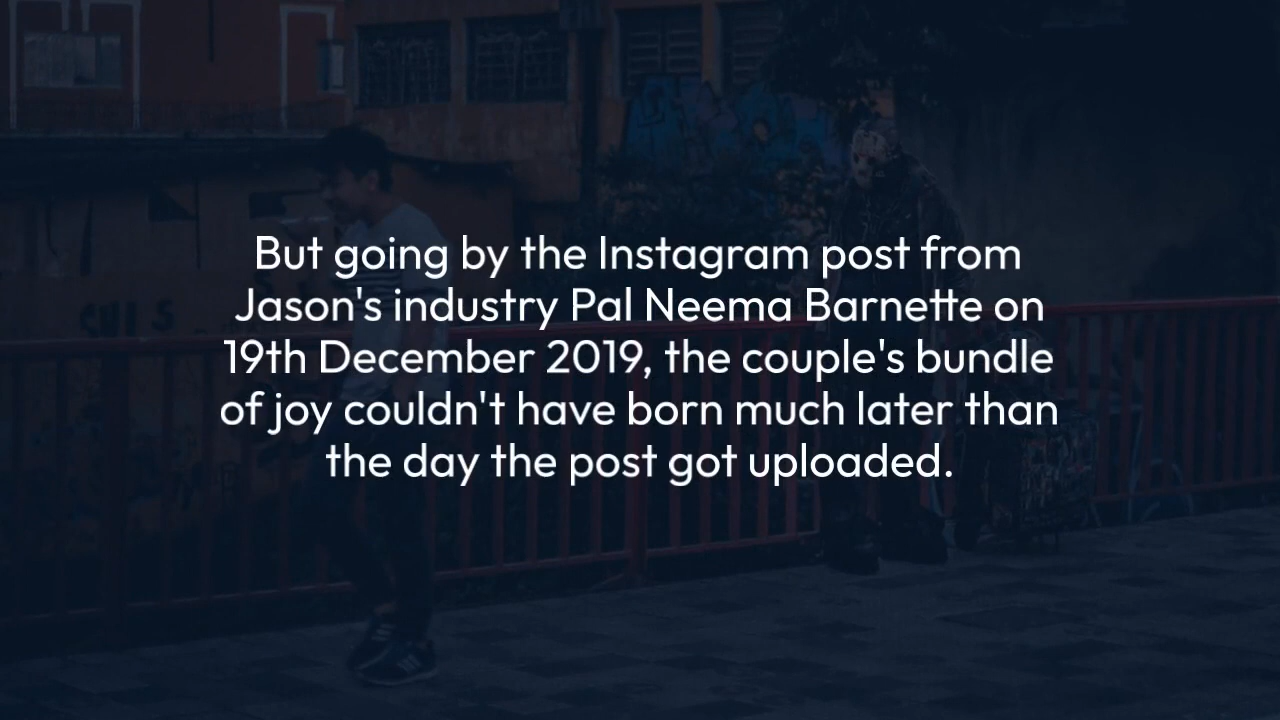 But going by the Instagram post from
Jason's industry Pal Neema Barnette on
19th December 2019, the couple's bundle
of joy couldn't have born much later than
the day the post got uploaded.